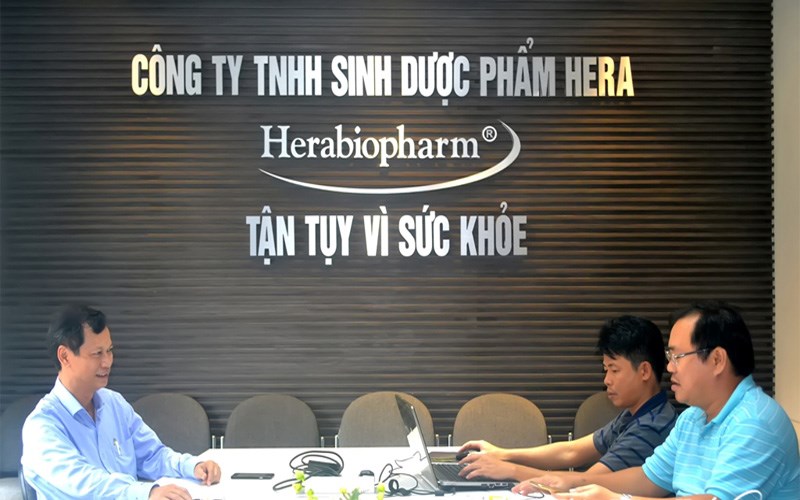 CÔNG TY TNHH SINH DƯỢC PHẨM HERA
Herabiopharm®
TẬN TỤY VÌ SỨC KHỎE